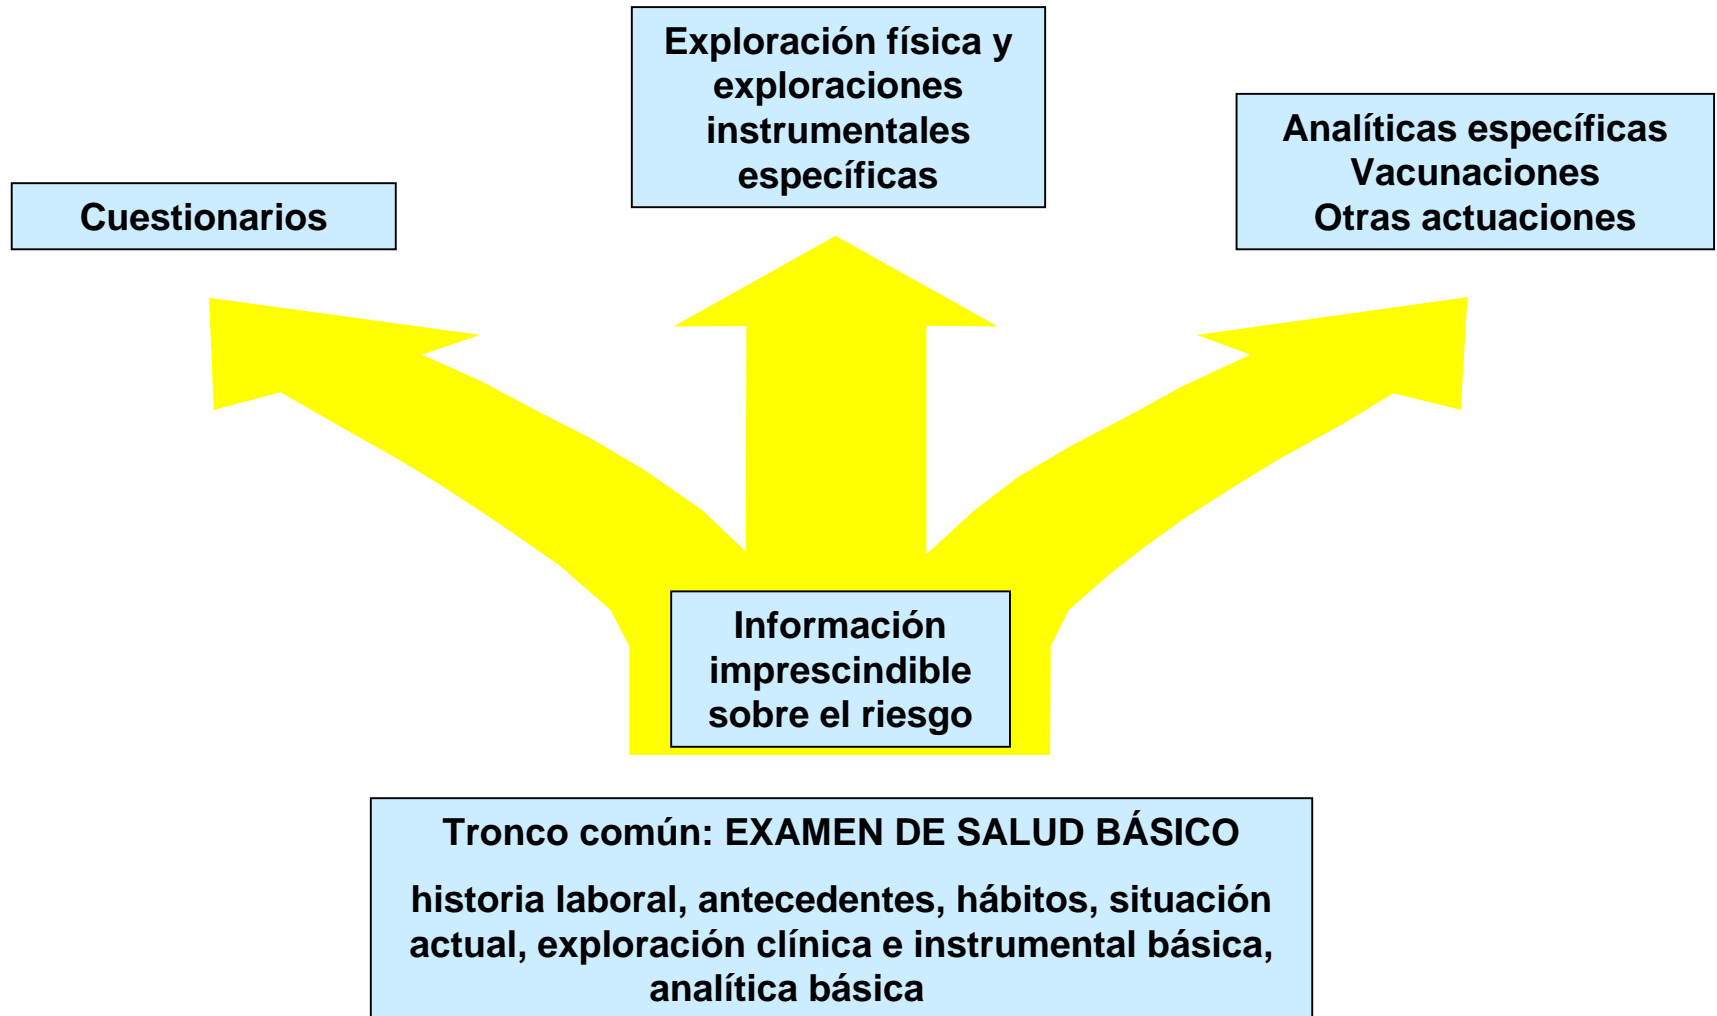 Exploración física y
exploraciones
instrumentales
específicas
Analíticas específicas
Vacunaciones
Otras actuaciones
Cuestionarios
Información
imprescindible
sobre el riesgo
Tronco común: EXAMEN DE SALUD BÁSICO
historia laboral, antecedentes, hábitos, situación
actual, exploración clínica e instrumental básica,
analítica básica